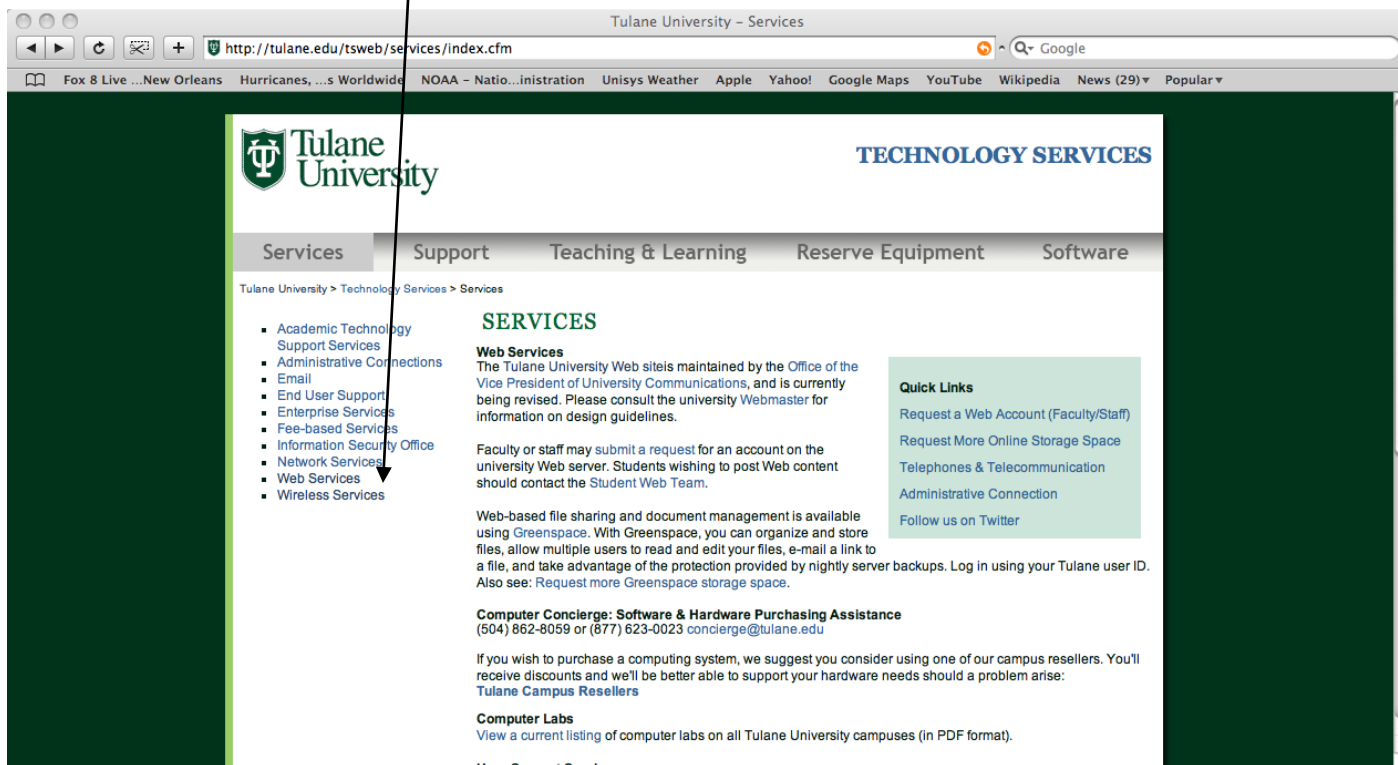 Tulane University – Services
http://tulane.edu/tsweb/services/index.cfm
Google
Fox 8 Live ...New Orleans Hurricanes, ...s Worldwide NOAA – Natio...inistration Unisys Weather Apple Yahoo! Google Maps YouTube Wikipedia News (29) Popular
Tulane
University
TECHNOLOGY SERVICES
Services Support Teaching & Learning Reserve Equipment Software
Tulane University > Technology Services > Services
Academic Technology
Support Services
Administrative Connections
Email
End User Support
Enterprise Services
Fee-based Services
Information Security Office
Network Services
Web Services
Wireless Services
SERVICES
Web Services
The Tulane University Web siteis maintained by the Office of the
Vice President of University Communications, and is currently
being revised. Please consult the university Webmaster for
information on design guidelines.
Faculty or staff may submit a request for an account on the
university Web server. Students wishing to post Web content
should contact the Student Web Team.
Web-based file sharing and document management is available
using Greenspace. With Greenspace, you can organize and store
files, allow multiple users to read and edit your files, e-mail a link to
a file, and take advantage of the protection provided by nightly server backups. Log in using your Tulane user ID.
Also see: Request more Greenspace storage space.
Quick Links
Request a Web Account (Faculty/Staff)
Request More Online Storage Space
Telephones & Telecommunication
Administrative Connection
Follow us on Twitter
Computer Concierge: Software & Hardware Purchasing Assistance
(504) 862-8059 or (877) 623-0023 concierge@tulane.edu
If you wish to purchase a computing system, we suggest you consider using one of our campus resellers. You'll
receive discounts and we'll be better able to support your hardware needs should a problem arise:
Tulane Campus Resellers
Computer Labs
View a current listing of computer labs on all Tulane University campuses (in PDF format).